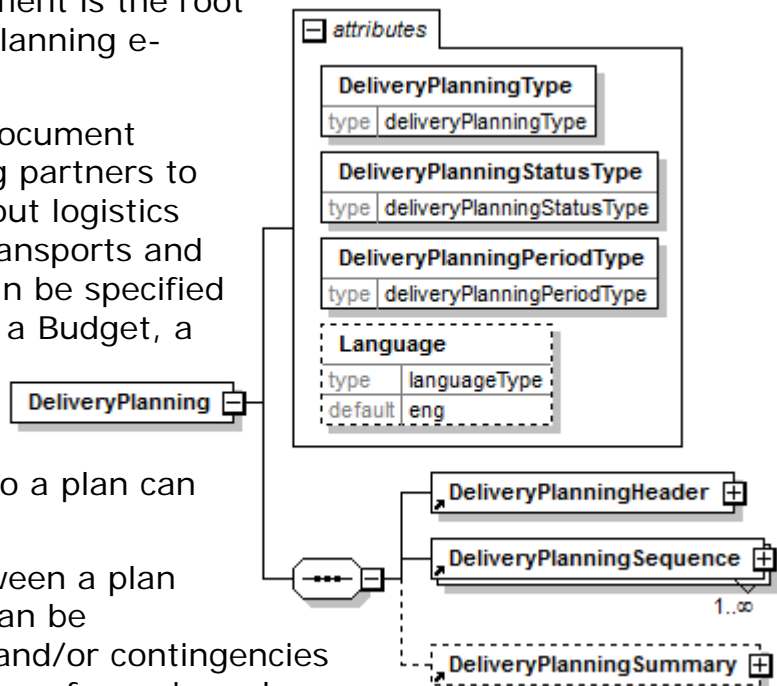 ment is the root
lanning e-
ocument
g partners to
out logistics
ansports and
n be specified
a Budget, a
o a plan can
ween a plan
an be
and/or contingencies
attributes
DeliveryPlanningType
type deliveryPlanningType
DeliveryPlanningStatusType
type deliveryPlanningStatusType
DeliveryPlanningPeriodType
type deliveryPlanningPeriodType
Language
type languageType
default eng
DeliveryPlanning
DeliveryPlanningHeader
DeliveryPlanningSequence
1..∞
DeliveryPlanningSummary